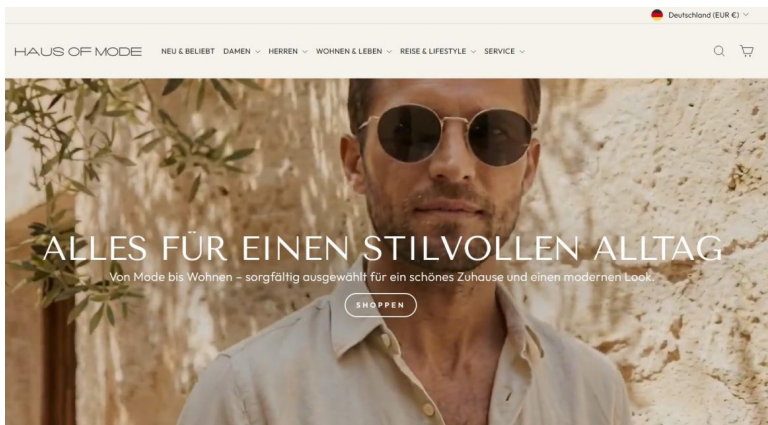 Deutschland (EUR €)
HAUS OF MODE
NEU & BELIEBT DAMEN HERREN WOHNEN & LEBEN REISE & LIFESTYLE SERVICE
ALLES FÜR EINEN STILVOLLEN ALLTAG
Von Mode bis Wohnen – sorgfältig ausgewählt für ein schönes Zuhause und einen modernen Look.
SHOPPEN